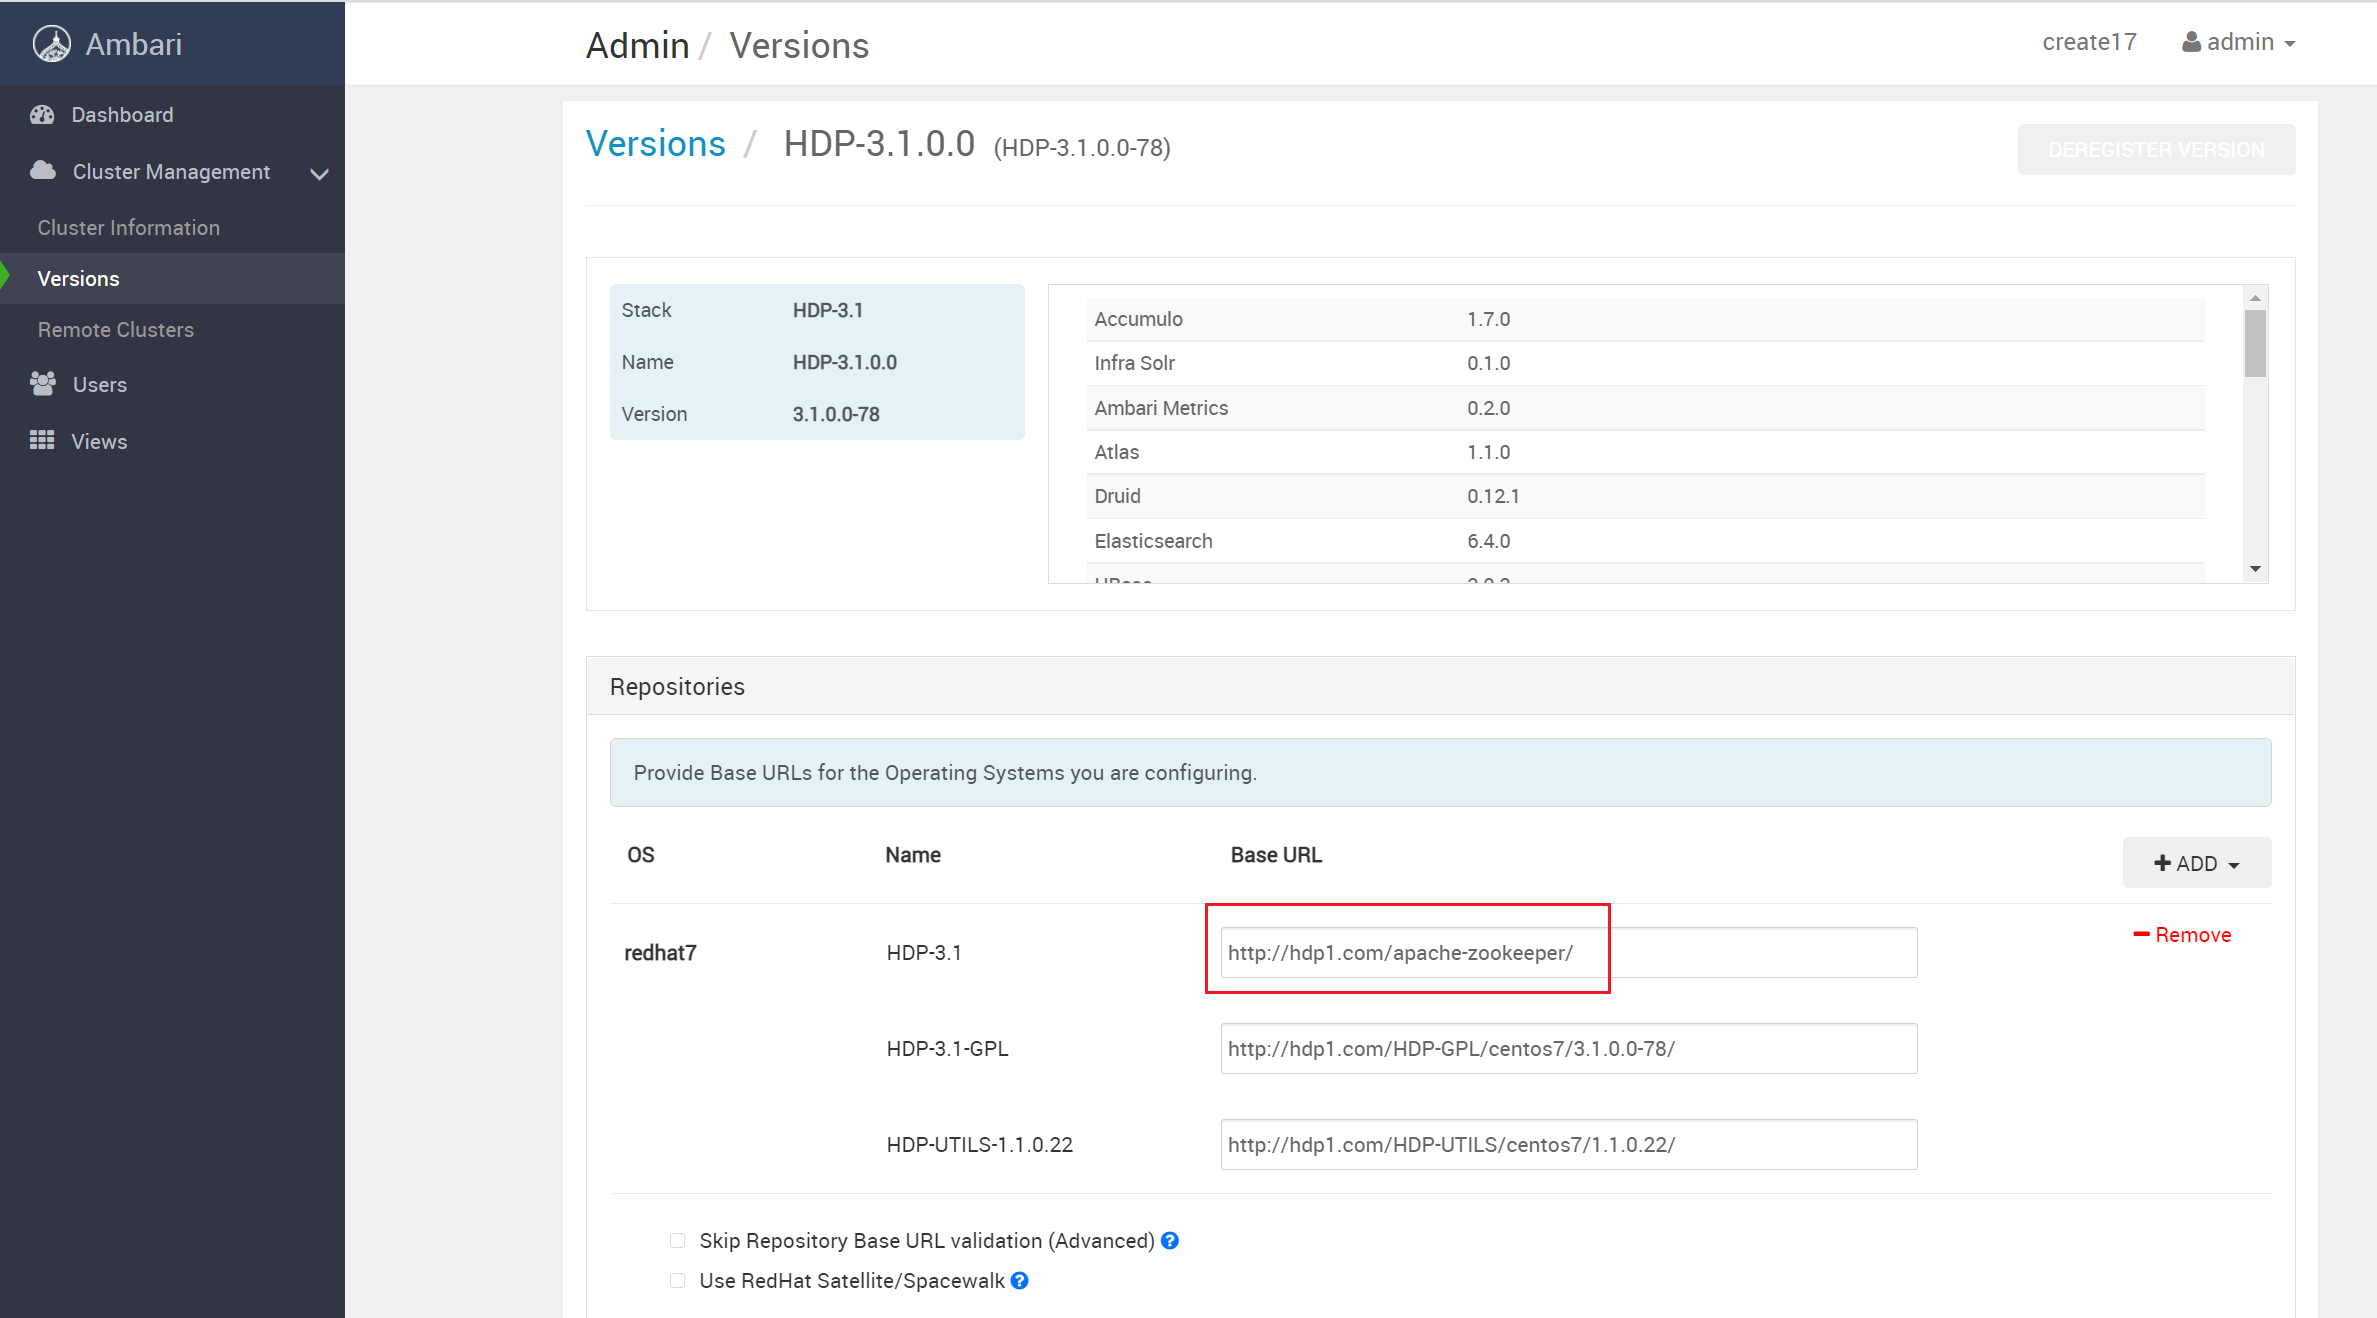 Ambari
Admin / Versions
create17
admin
Dashboard
Cluster Management
Cluster Information
Versions
Remote Clusters
Users
Views
Versions / HDP-3.1.0.0 (HDP-3.1.0.0-78)
DEREGISTER VERSION
Stack HDP-3.1
Name HDP-3.1.0.0
Version 3.1.0.0-78
Accumulo 1.7.0
Infra Solr 0.1.0
Ambari Metrics 0.2.0
Atlas 1.1.0
Druid 0.12.1
Elasticsearch 6.4.0
Repositories
Provide Base URLs for the Operating Systems you are configuring.
OS Name Base URL
ADD
redhat7 HDP-3.1 http://hdp1.com/apache-zookeeper/
Remove
HDP-3.1-GPL http://hdp1.com/HDP-GPL/centos7/3.1.0.0-78/
HDP-UTILS-1.1.0.22 http://hdp1.com/HDP-UTILS/centos7/1.1.0.22/
Skip Repository Base URL validation (Advanced) ?
Use RedHat Satellite/Spacewalk ?